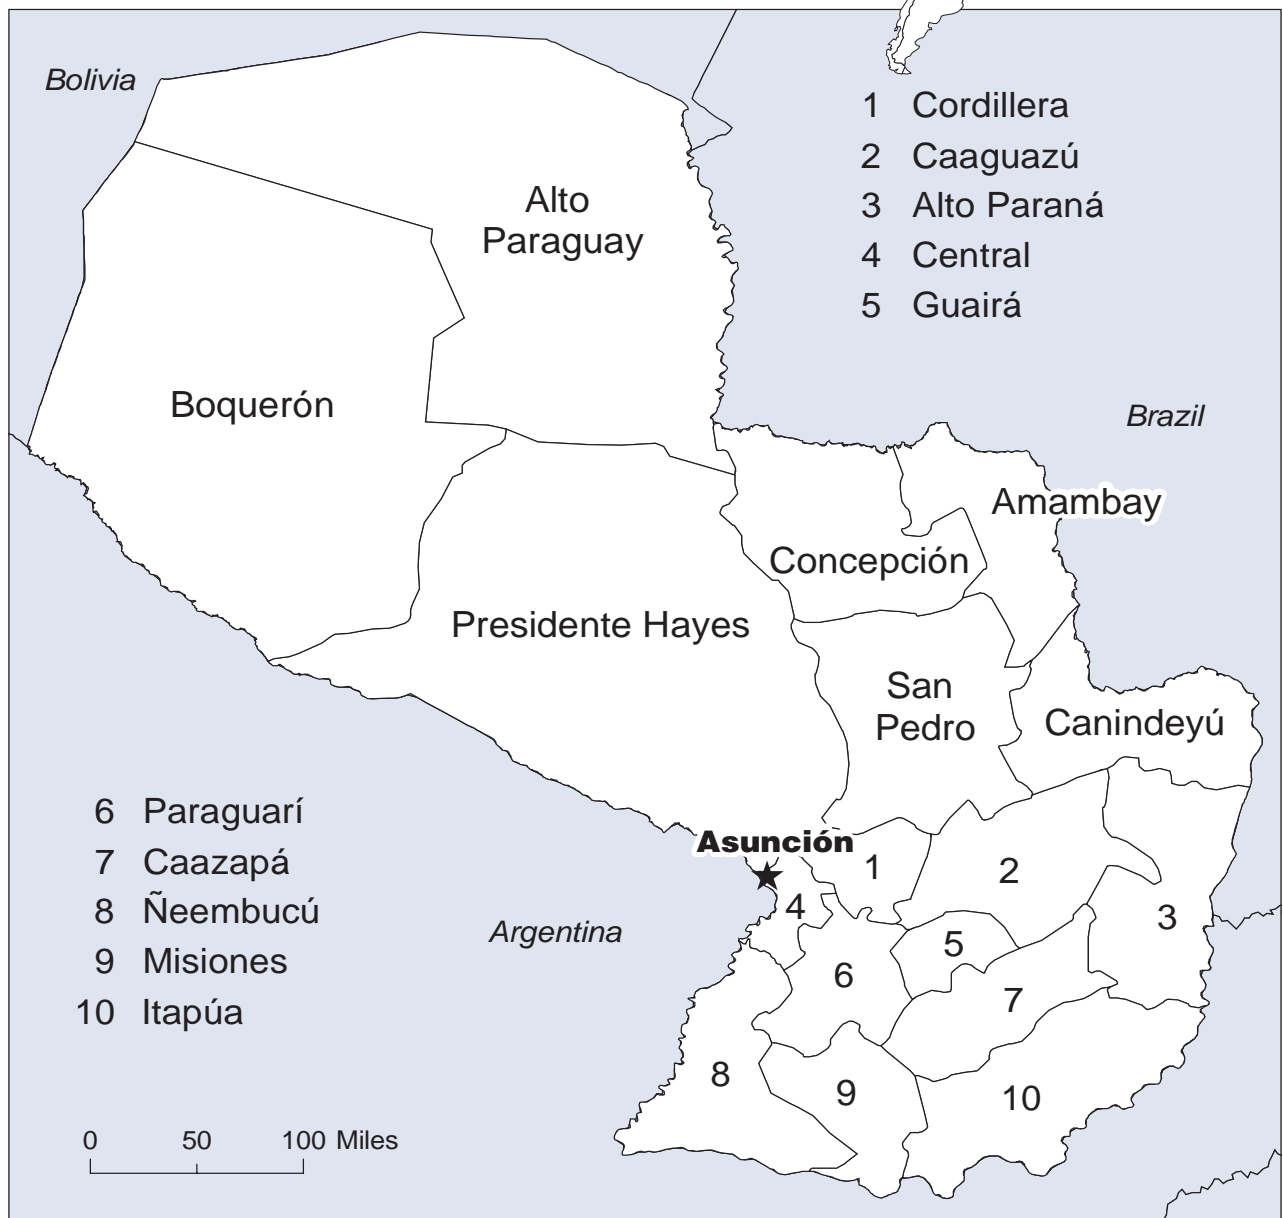 Bolivia
1 Cordillera
2 Caaguazú
3 Alto Paraná
4 Central
5 Guairá
Alto
Paraguay
Boquerón
Brazil
Amambay
Concepción
Presidente Hayes
San
Pedro
Canindeyú
6 Paraguarí
7 Caazapá
8 Ñeembucú
9 Misiones
10 Itapúa
Asunción
1
2
3
4
5
6
7
8
9
10
Argentina
0 50 100 Miles